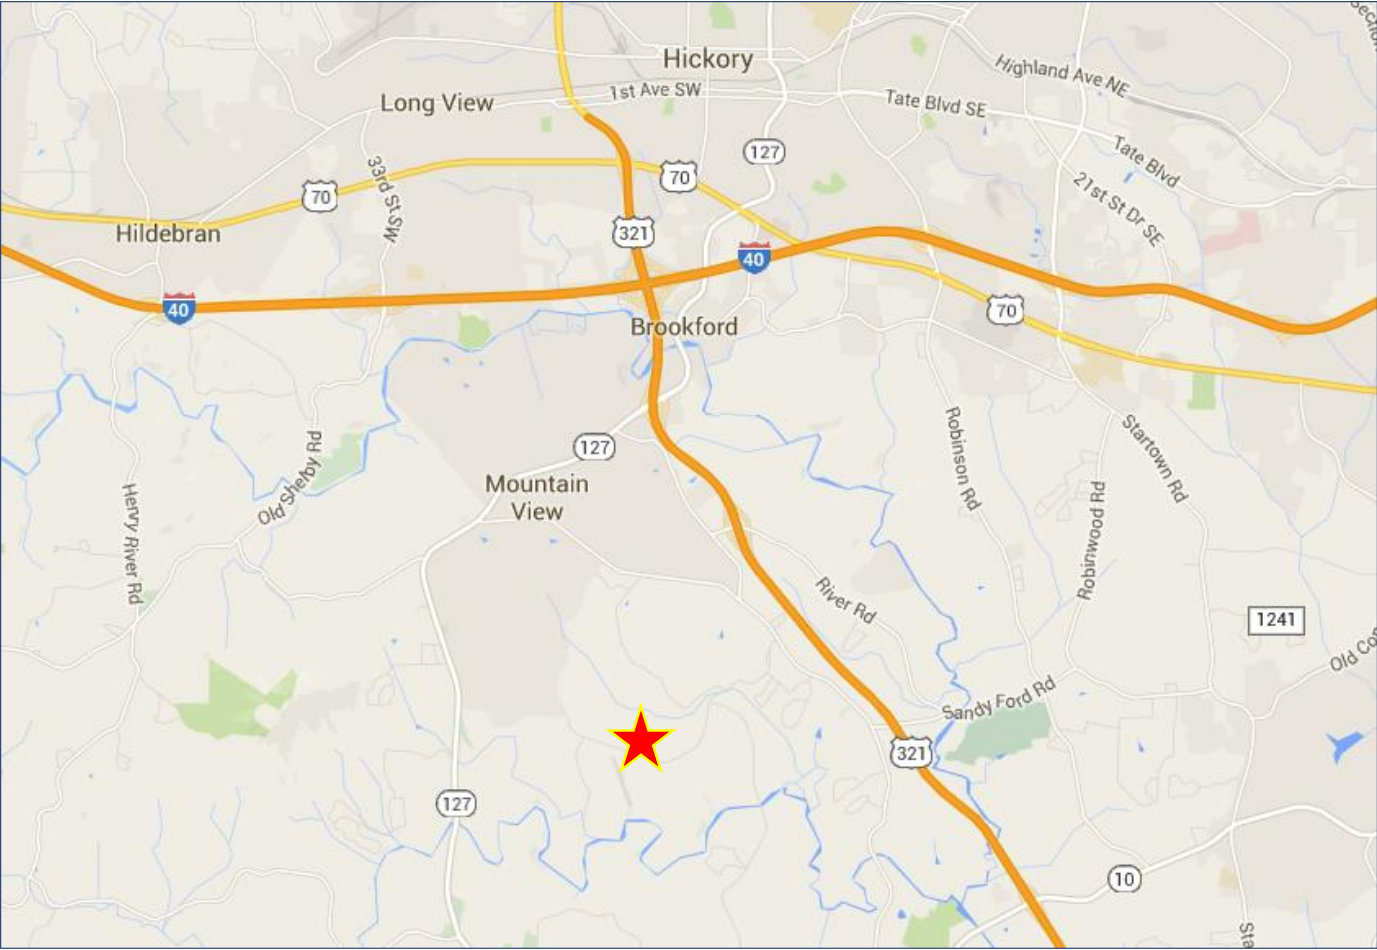 Hickory
Highland Ave NE
Long View
1st Ave SW
Tate Blvd SE
127
Tate Blvd
33rd St SW
70
70
21st St Dr SE
Hildebran
321
40
40
70
Brookford
Robinson Rd
Startown Rd
127
Old Shelby Rd
Mountain
View
Henry River Rd
Robinwood Rd
River Rd
1241
Old Co
Sandy Ford Rd
321
127
10
Sta